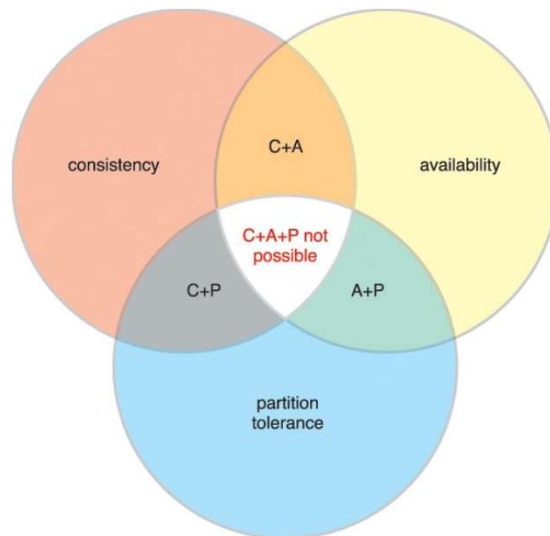 C+A
consistency
availability
C+A+P not
possible
C+P
A+P
partition
tolerance